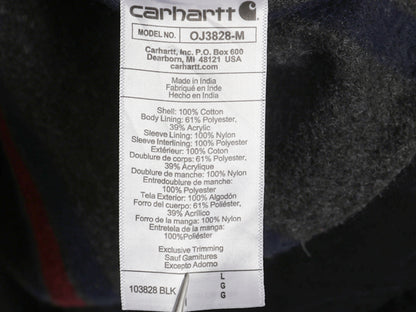 carhartt
MODEL NO. OJ3828-M
Carhartt, Inc. P.O. Box 600
Dearborn, MI 48121 USA
carhartt.com
Made in India
Fabriqué en Inde
Hecho en India
Shell: 100% Cotton
Body Lining: 61% Polyester,
39% Acrylic
Sleeve Lining: 100% Nylon
Sleeve Interlining: 100% Polyester
Extérieur: 100% Coton
Doublure de corps: 61% Polyester,
39% Acrylique
Doublure de manche: 100% Nylon
Entredoublure de manche:
100% Polyester
Tela Exterior: 100% Algodón
Forro del cuerpo: 61% Poliéster,
39% Acrílico
Forro de la manga: 100% Nylon
Entretela de la manga:
100%Poliéster
Exclusive Trimming
Sauf Garnitures
Excepto Adorno
103828 BLK
L
G
G